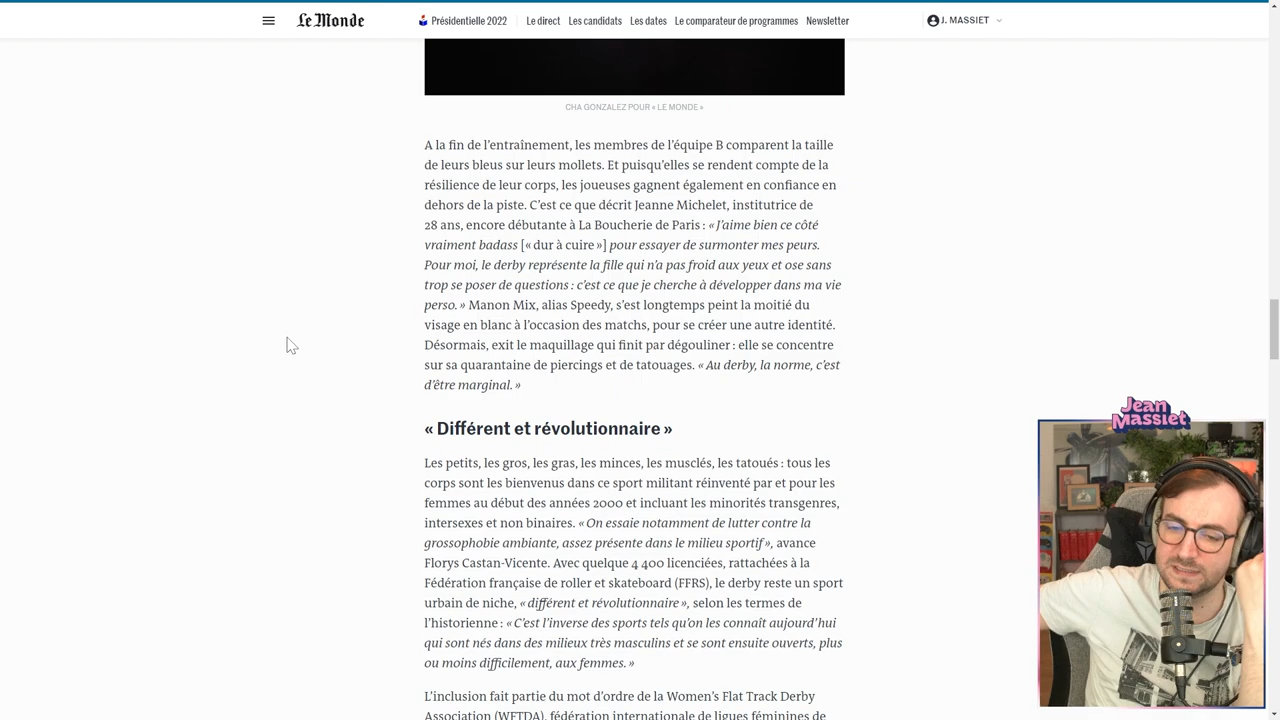 Le Monde
Présidentielle 2022
Le direct
Les candidats
Les dates
Le comparateur de programmes
Newsletter
J. MASSIET
CHA GONZALEZ POUR « LE MONDE »
A la fin de l’entraînement, les membres de l’équipe B comparent la taille
de leurs bleus sur leurs mollets. Et puisqu’elles se rendent compte de la
résilience de leur corps, les joueuses gagnent également en confiance en
dehors de la piste. C’est ce que décrit Jeanne Michelet, institutrice de
28 ans, encore débutante à La Boucherie de Paris : « J’aime bien ce côté
vraiment badass [« dur à cuire »] pour essayer de surmonter mes peurs.
Pour moi, le derby représente la fille qui n’a pas froid aux yeux et ose sans
trop se poser de questions : c’est ce que je cherche à développer dans ma vie
perso. » Manon Mix, alias Speedy, s’est longtemps peint la moitié du
visage en blanc à l’occasion des matchs, pour se créer une autre identité.
Désormais, exit le maquillage qui finit par dégouliner : elle se concentre
sur sa quarantaine de piercings et de tatouages. « Au derby, la norme, c’est
d’être marginal. »
« Différent et révolutionnaire »
Les petits, les gros, les gras, les minces, les musclés, les tatoués : tous les
corps sont les bienvenus dans ce sport militant réinventé par et pour les
femmes au début des années 2000 et incluant les minorités transgenres,
intersexes et non binaires. « On essaie notamment de lutter contre la
grossophobie ambiante, assez présente dans le milieu sportif », avance
Florys Castan-Vicente. Avec quelque 4 400 licenciées, rattachées à la
Fédération française de roller et skateboard (FFRS), le derby reste un sport
urbain de niche, « différent et révolutionnaire », selon les termes de
l’historienne : « C’est l’inverse des sports tels qu’on les connaît aujourd’hui
qui sont nés dans des milieux très masculins et se sont ensuite ouverts, plus
ou moins difficilement, aux femmes. »
L’inclusion fait partie du mot d’ordre de la Women’s Flat Track Derby
Association (WFTDA), fédération internationale de ligues féminines de
Jean
Massiet